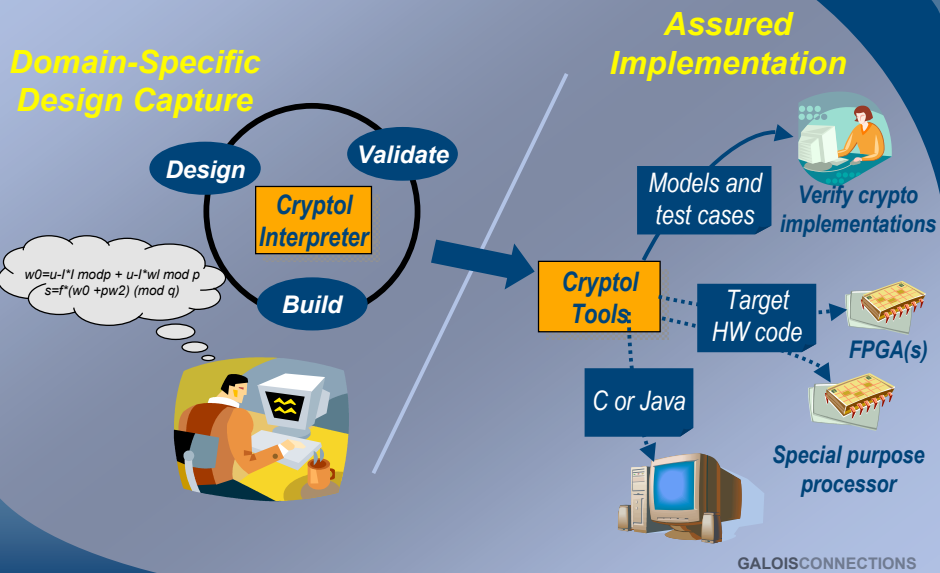 Domain-Specific
Design Capture
Assured
Implementation
Design
Validate
Cryptol
Interpreter
Build
w0=u-I*I modp + u-I*wI mod p
s=f*(w0 +pw2) (mod q)
Models and
test cases
Verify crypto
implementations
Cryptol
Tools
Target
HW code
FPGA(s)
C or Java
Special purpose
processor
GALOISCONNECTIONS